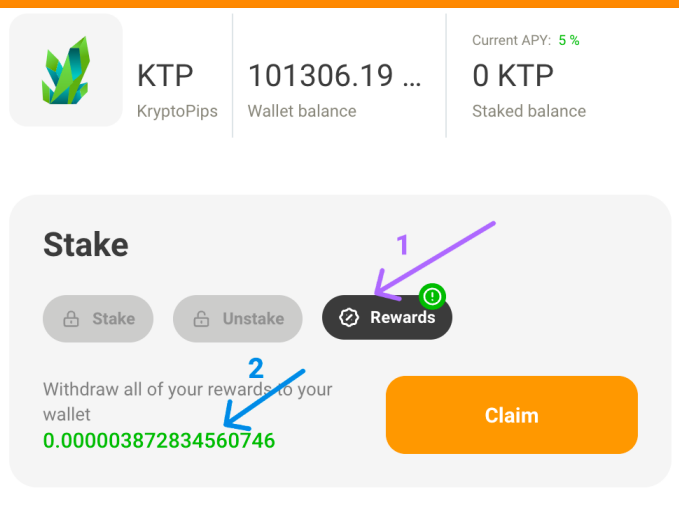 Current APY: 5 %
KTP
101306.19 ...
0 KTP
KryptoPips
Wallet balance
Staked balance
Stake
1
Stake
Unstake
Rewards
2
Withdraw all of your rewards to your
wallet
0.000003872834560746
Claim